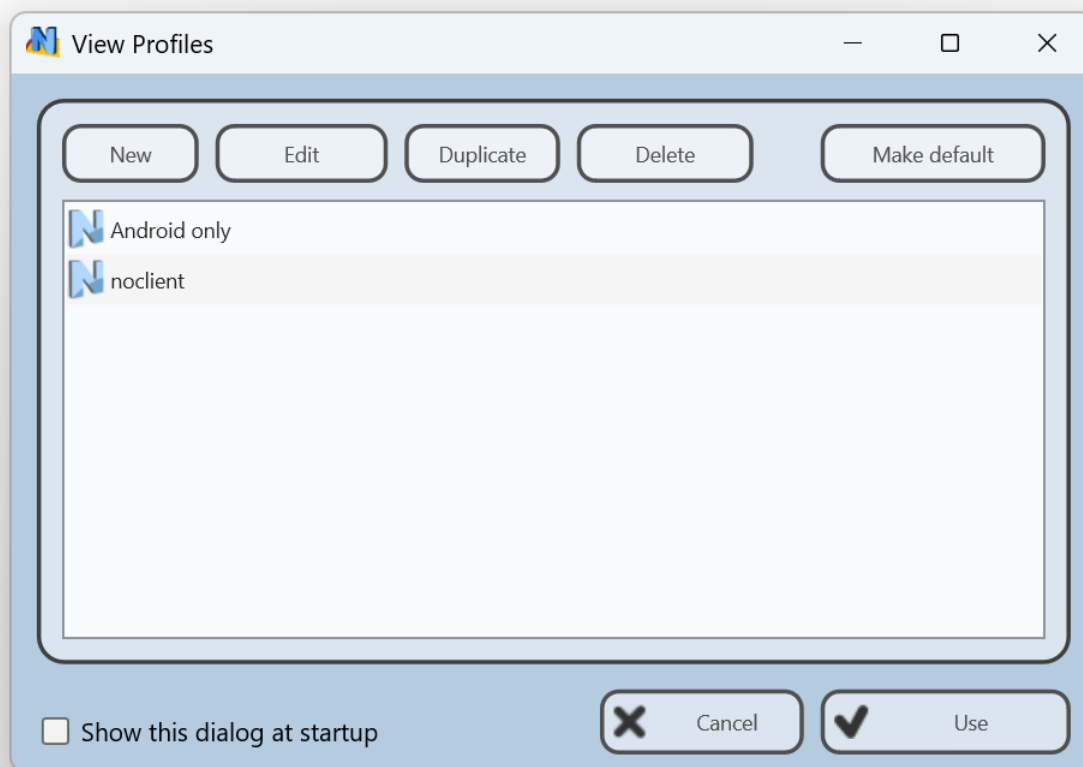 View Profiles
New Edit Duplicate Delete Make default
Android only
noclient
Show this dialog at startup Cancel Use